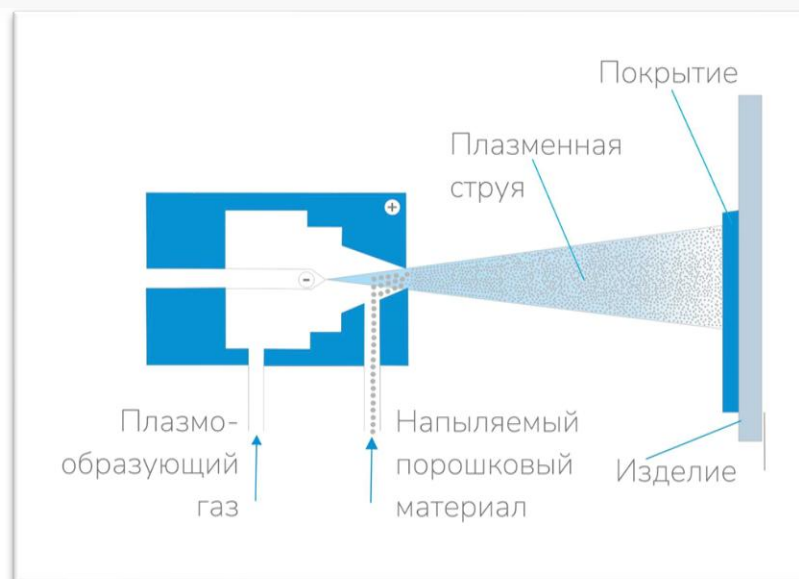 Покрытие
Плазменная
струя
+
−
Плазмо-
образующий
газ
Напыляемый
порошковый
материал
Изделие